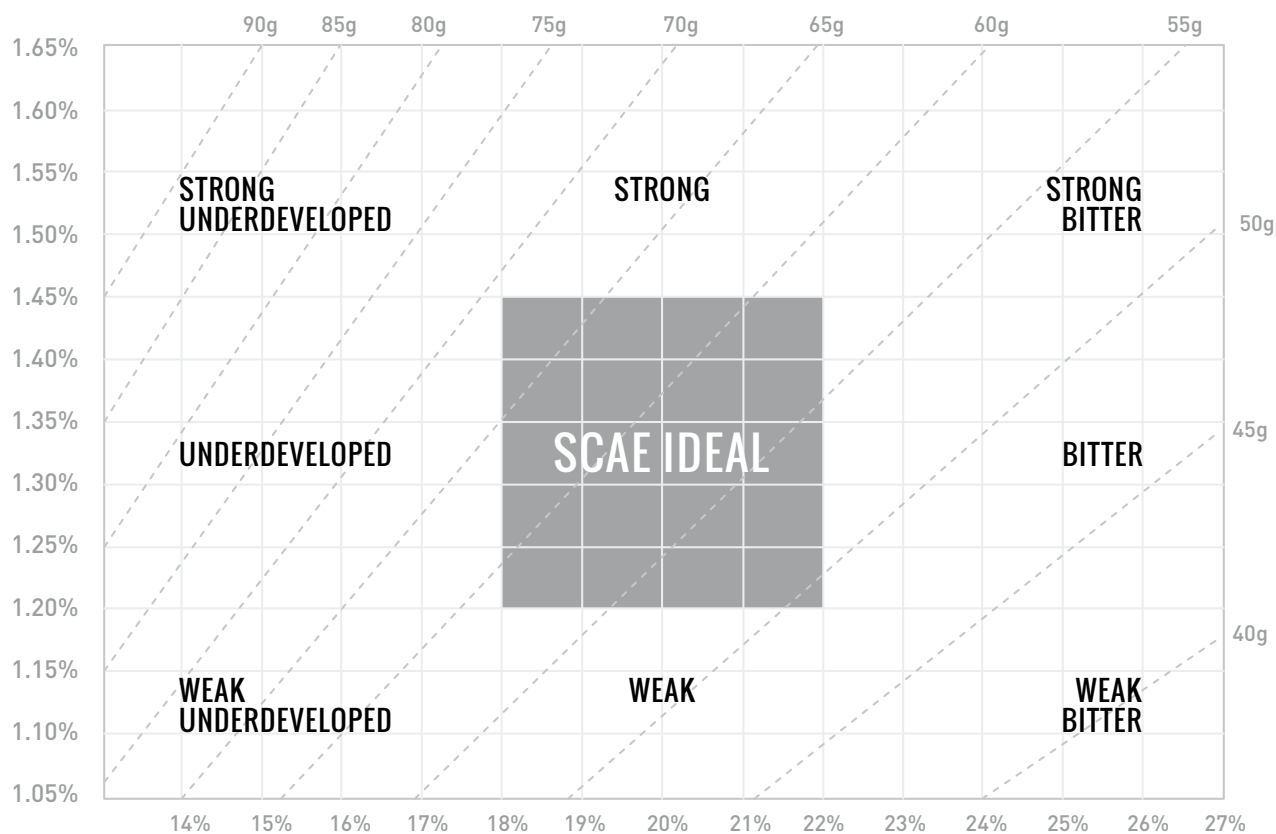 90g 85g 80g 75g 70g 65g 60g 55g
1.65%
1.60%
1.55%
STRONG STRONG STRONG
UNDERDEVELOPED BITTER
1.50% 50g
1.45%
1.40%
1.35%
45g
UNDERDEVELOPED SCAE IDEAL BITTER
1.30%
1.25%
1.20%
40g
1.15%
WEAK WEAK WEAK
UNDERDEVELOPED BITTER
1.10%
1.05%
14% 15% 16% 17% 18% 19% 20% 21% 22% 23% 24% 25% 26% 27%